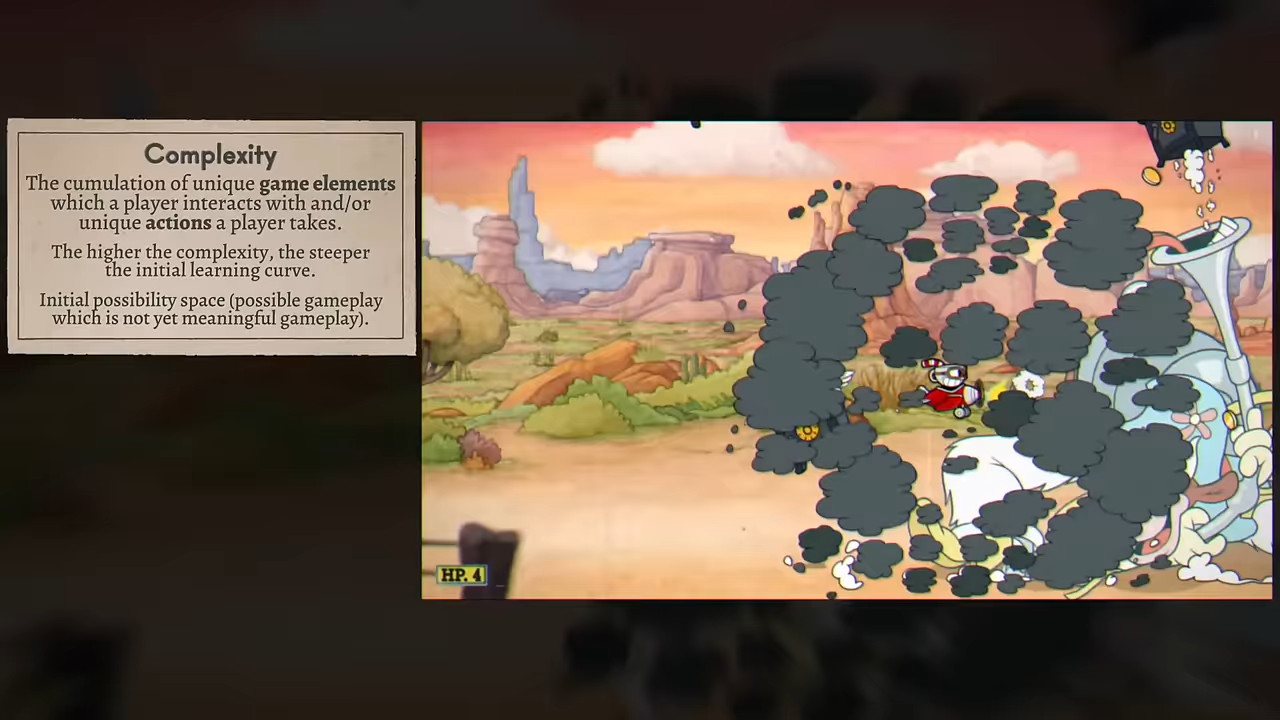 Complexity
The cumulation of unique game elements
which a player interacts with and/or
unique actions a player takes.
The higher the complexity, the steeper
the initial learning curve.
Initial possibility space (possible gameplay
which is not yet meaningful gameplay).
HP. 4